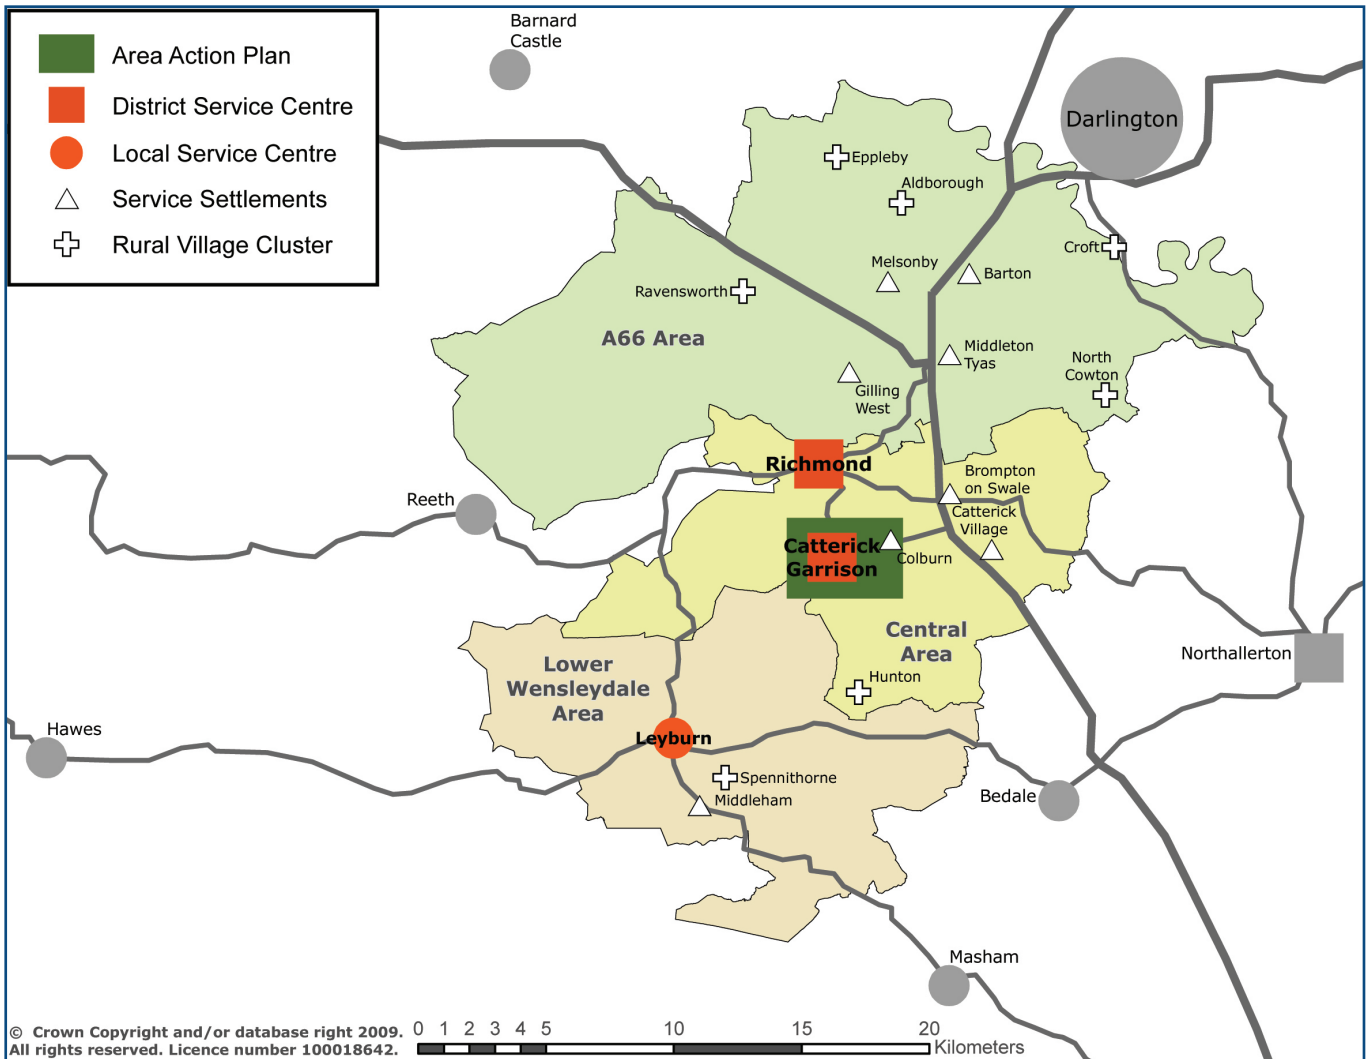 Area Action Plan
District Service Centre
Local Service Centre
Service Settlements
Rural Village Cluster
Barnard
Castle
Darlington
Eppleby
Aldborough
Croft
Melsonby
Barton
Ravensworth
A66 Area
Middleton
Tyas
North
Cowton
Gilling
West
Richmond
Brompton
on Swale
Reeth
Catterick
Village
Catterick
Garrison
Colburn
Central
Area
Northallerton
Lower
Wensleydale
Area
Hunton
Hawes
Leyburn
Spennithorne
Middleham
Bedale
Masham
© Crown Copyright and/or database right 2009.
All rights reserved. Licence number 100018642.
0 1 2 3 4 5 10 15 20
Kilometers